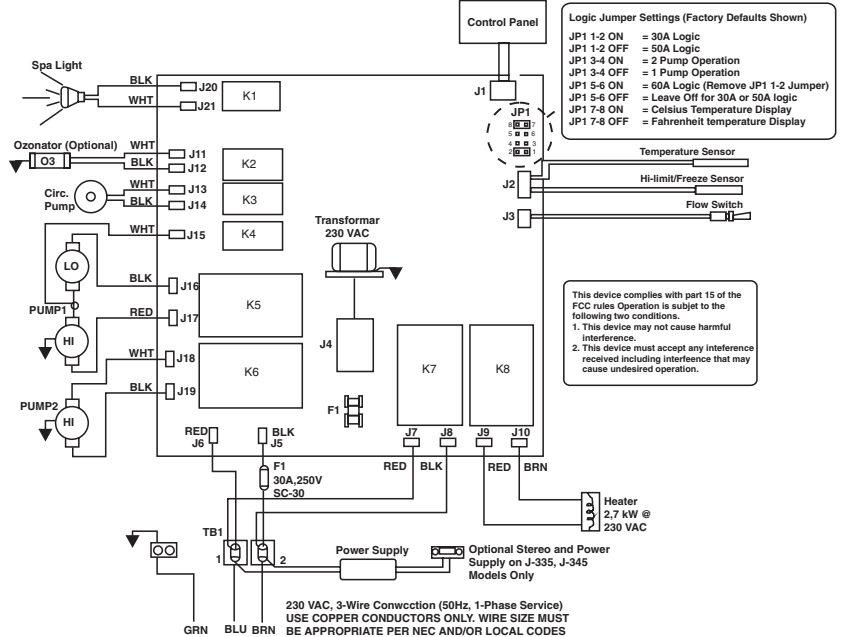 Control Panel
Logic Jumper Settings (Factory Defaults Shown)
JP1 1-2 ON = 30A Logic
JP1 1-2 OFF = 50A Logic
JP1 3-4 ON = 2 Pump Operation
JP1 3-4 OFF = 1 Pump Operation
JP1 5-6 ON = 60A Logic (Remove JP1 1-2 Jumper)
JP1 5-6 OFF = Leave Off for 30A or 50A logic
JP1 7-8 ON = Celsius Temperature Display
JP1 7-8 OFF = Fahrenheit temperature Display
Spa Light
BLK
J20
WHT
J21
K1
J1
JP1
8 7
5 6
4 3
2 1
Ozonator (Optional)
O3
WHT
J11
BLK
J12
K2
Temperature Sensor
J2
Hi-limit/Freeze Sensor
J3
Flow Switch
Circ.
Pump
WHT
J13
BLK
J14
K3
WHT
J15
K4
Transformar
230 VAC
LO
BLK
J16
K5
PUMP1
RED
J17
HI
J4
This device complies with part 15 of the
FCC rules Operation is subjet to the
following two conditions.
1. This device may not cause harmful
interference.
2. This device must accept any inteference
received including interfeence that may
cause undesired operation.
WHT
J18
K6
BLK
J19
PUMP2
HI
K7
K8
F1
RED
J6
BLK
J5
J7
J8
J9
J10
RED
BLK
RED
BRN
F1
30A,250V
SC-30
Heater
2,7 kW @
230 VAC
TB1
1
2
Power Supply
Optional Stereo and Power
Supply on J-335, J-345
Models Only
GRN
BLU
BRN
230 VAC, 3-Wire Conwcction (50Hz, 1-Phase Service)
USE COPPER CONDUCTORS ONLY. WIRE SIZE MUST
BE APPROPRIATE PER NEC AND/OR LOCAL CODES